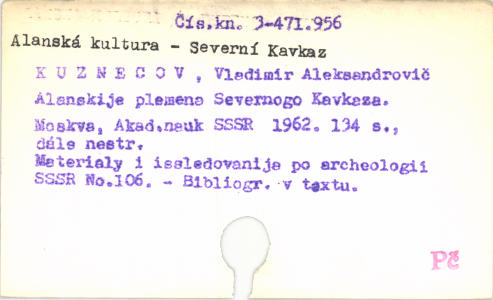 Čís.kn. 3-471.956
Alanská kultura - Severní Kavkaz
K U Z N E C O V , Vladimir Aleksandrovič
Alanskije plemena Severnogo Kavkaza.
Moskva, Akad.nauk SSSR 1962. 134 s.,
dále nestr.
Materialy i issledovanija po archeologii
SSSR No.106. - Bibliogr. v textu.
Pč